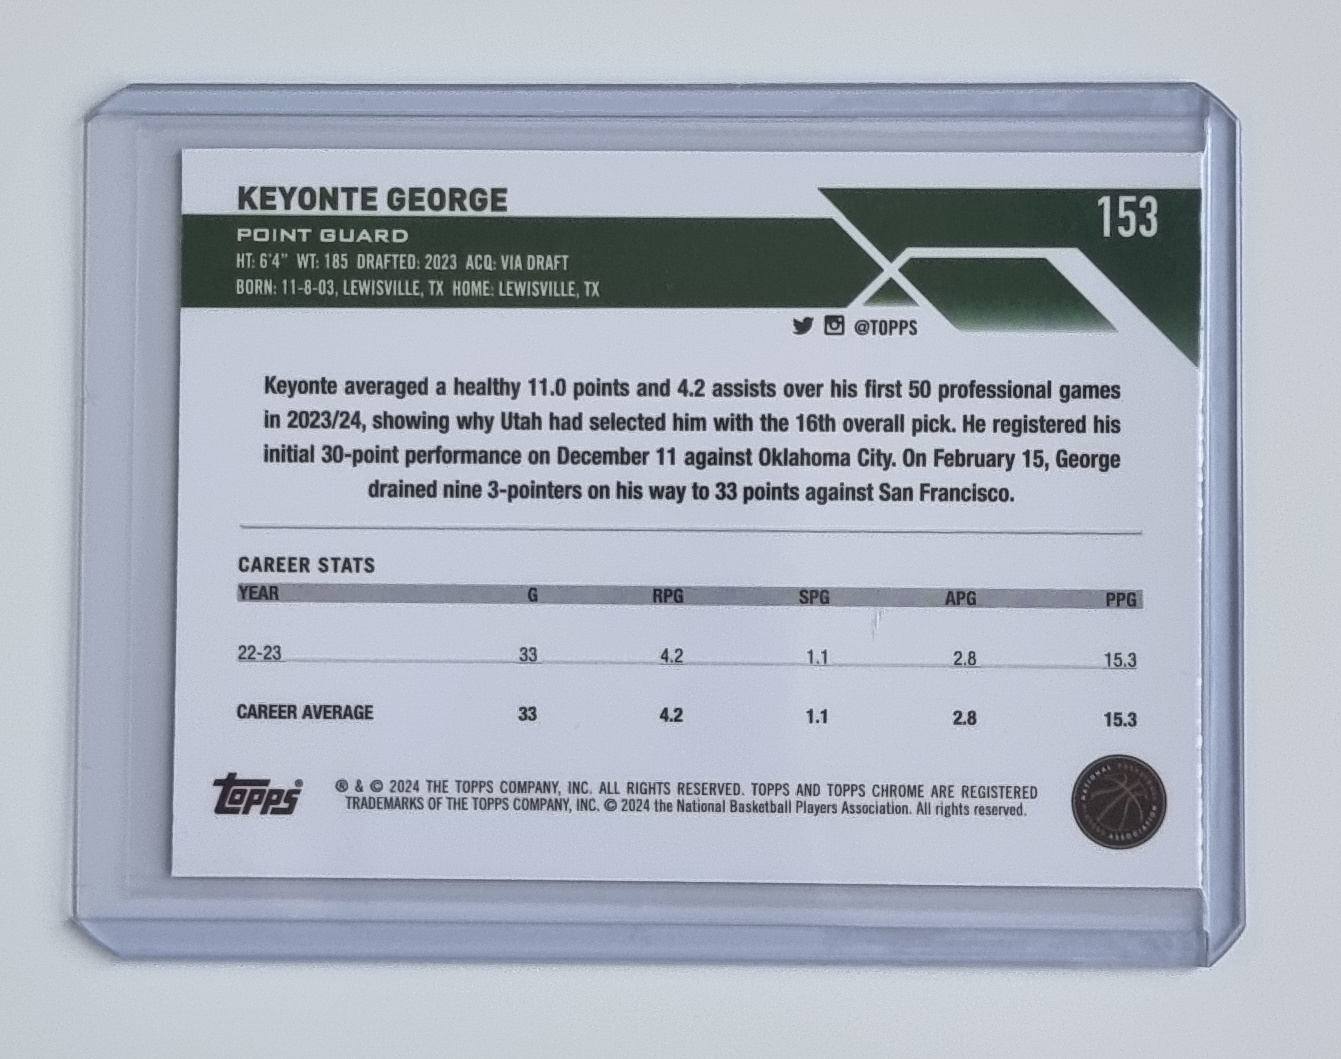 KEYONTE GEORGE
153
POINT GUARD
HT: 6'4" WT: 185 DRAFTED: 2023 ACQ: VIA DRAFT
BORN: 11-8-03, LEWISVILLE, TX HOME: LEWISVILLE, TX
@TOPPS
Keyonte averaged a healthy 11.0 points and 4.2 assists over his first 50 professional games
in 2023/24, showing why Utah had selected him with the 16th overall pick. He registered his
initial 30-point performance on December 11 against Oklahoma City. On February 15, George
drained nine 3-pointers on his way to 33 points against San Francisco.
CAREER STATS
YEAR G RPG SPG APG PPG
22-23 33 4.2 1.1 2.8 15.3
CAREER AVERAGE 33 4.2 1.1 2.8 15.3
Topps®
® & © 2024 THE TOPPS COMPANY, INC. ALL RIGHTS RESERVED. TOPPS AND TOPPS CHROME ARE REGISTERED
TRADEMARKS OF THE TOPPS COMPANY, INC. © 2024 the National Basketball Players Association. All rights reserved.
NATIONAL
ASSOCIATION